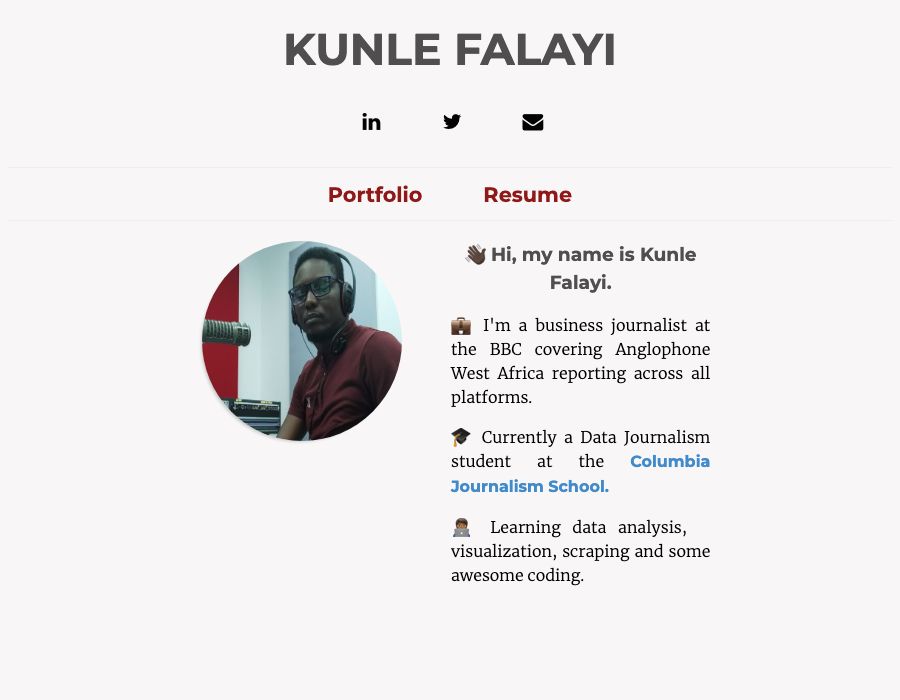 KUNLE FALAYI
Portfolio Resume
👋🏿 Hi, my name is Kunle
Falayi.
💼 I'm a business journalist at
the BBC covering Anglophone
West Africa reporting across all
platforms.
🎓 Currently a Data Journalism
student at the Columbia
Journalism School.
👨🏾‍💻 Learning data analysis,
visualization, scraping and some
awesome coding.